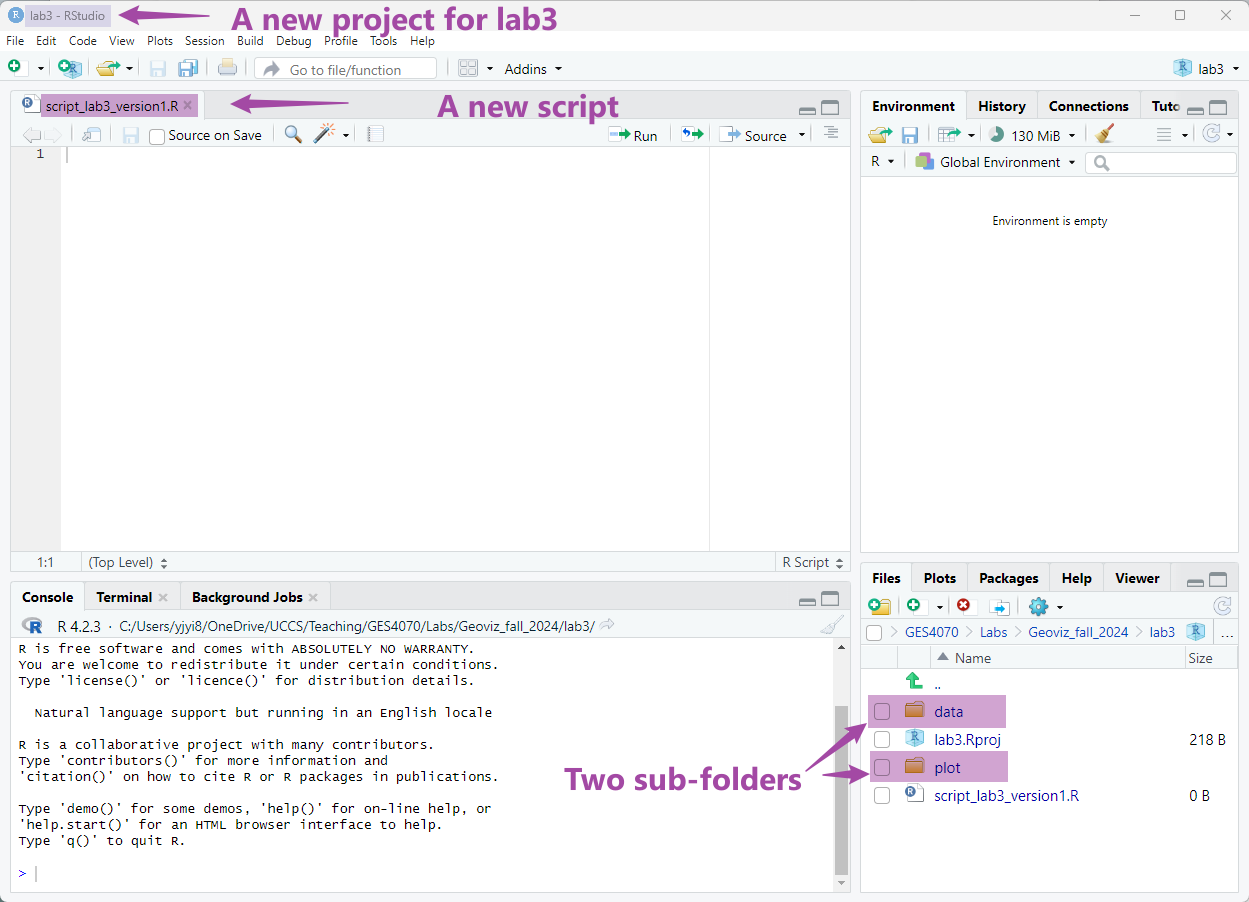 lab3 - RStudio
A new project for lab3
File Edit Code View Plots Session Build Debug Profile Tools Help
Go to file/function
Addins
lab3
script_lab3_version1.R
A new script
Source on Save
Run
Source
1
1:1
(Top Level)
R Script
Environment History Connections Tuto
130 MiB
R
Global Environment
Environment is empty
Console Terminal Background Jobs
R 4.2.3 · C:/Users/yjyi8/OneDrive/UCCS/Teaching/GES4070/Labs/Geoviz_fall_2024/lab3/
R is free software and comes with ABSOLUTELY NO WARRANTY.
You are welcome to redistribute it under certain conditions.
Type 'license()' or 'licence()' for distribution details.
Natural language support but running in an English locale
R is a collaborative project with many contributors.
Type 'contributors()' for more information and
'citation()' on how to cite R or R packages in publications.
Type 'demo()' for some demos, 'help()' for on-line help, or
'help.start()' for an HTML browser interface to help.
Type 'q()' to quit R.
>
Files Plots Packages Help Viewer
GES4070 > Labs > Geoviz_fall_2024 > lab3 ...
Name Size
..
data
lab3.Rproj 218 B
plot
script_lab3_version1.R 0 B
Two sub-folders